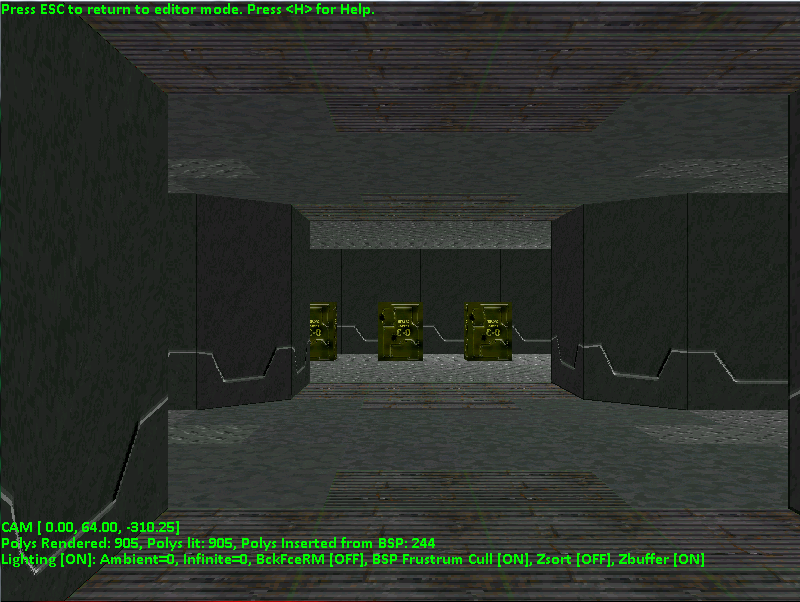 Press ESC to return to editor mode. Press <H> for Help.
C-O
C-O
CAM [ 0.00, 64.00, -310.25]
Polys Rendered: 905, Polys lit: 905, Polys Inserted from BSP: 244
Lighting [ON]: Ambient=0, Infinite=0, BckFceRM [OFF], BSP Frustrum Cull [ON], Zsort [OFF], Zbuffer [ON]